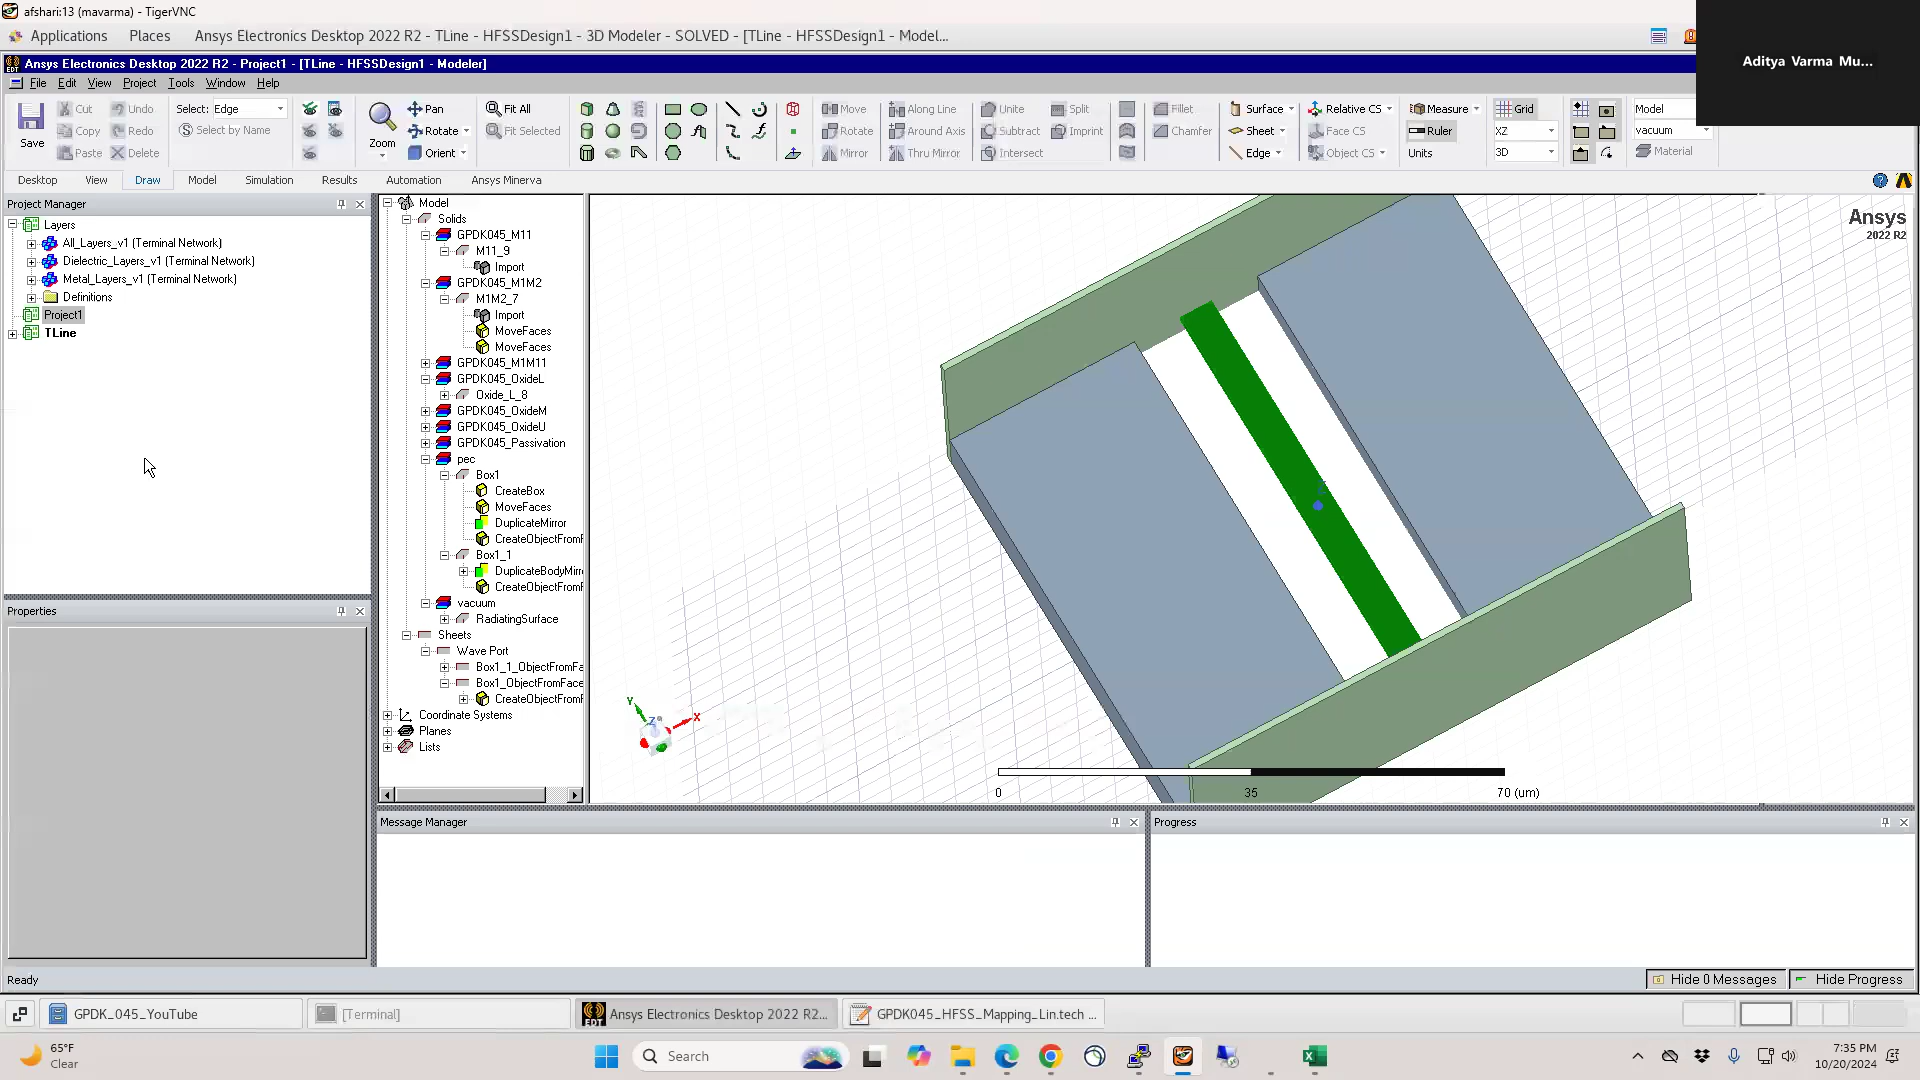 afshari:13 (mavarma) - TigerVNC
Applications Places Ansys Electronics Desktop 2022 R2 - TLine - HFSSDesign1 - 3D Modeler - SOLVED - [TLine - HFSSDesign1 - Model...
Aditya Varma Mu...
Ansys Electronics Desktop 2022 R2 - Project1 - [TLine - HFSSDesign1 - Modeler]
File Edit View Project Tools Window Help
Save
Cut Undo
Copy Redo
Paste Delete
Select: Edge
Select by Name
Zoom
Pan
Rotate
Orient
Fit All
Fit Selected
Move Along Line Unite Split Fillet
Rotate Around Axis Subtract Imprint Chamfer
Mirror Thru Mirror Intersect
Surface Relative CS Measure Grid Model
Sheet Face CS Ruler XZ vacuum
Edge Object CS Units 3D Material
Desktop View Draw Model Simulation Results Automation Ansys Minerva
Project Manager
Layers
All_Layers_v1 (Terminal Network)
Dielectric_Layers_v1 (Terminal Network)
Metal_Layers_v1 (Terminal Network)
Definitions
Project1
TLine
Properties
Model
Solids
GPDK045_M11
M11_9
Import
GPDK045_M1M2
M1M2_7
Import
MoveFaces
MoveFaces
GPDK045_M1M11
GPDK045_OxideL
Oxide_L_8
GPDK045_OxideM
GPDK045_OxideU
GPDK045_Passivation
pec
Box1
CreateBox
MoveFaces
DuplicateMirror
CreateObjectFromF
Box1_1
DuplicateBodyMirr
CreateObjectFromF
vacuum
RadiatingSurface
Sheets
Wave Port
Box1_1_ObjectFromFa
Box1_ObjectFromFace
CreateObjectFromF
Coordinate Systems
Planes
Lists
Ansys
2022 R2
Y
Z
X
0 35 70 (um)
Message Manager
Progress
Ready
Hide 0 Messages Hide Progress
GPDK_045_YouTube [Terminal] Ansys Electronics Desktop 2022 R2... GPDK045_HFSS_Mapping_Lin.tech ...
65°F
Clear
Search
7:35 PM
10/20/2024